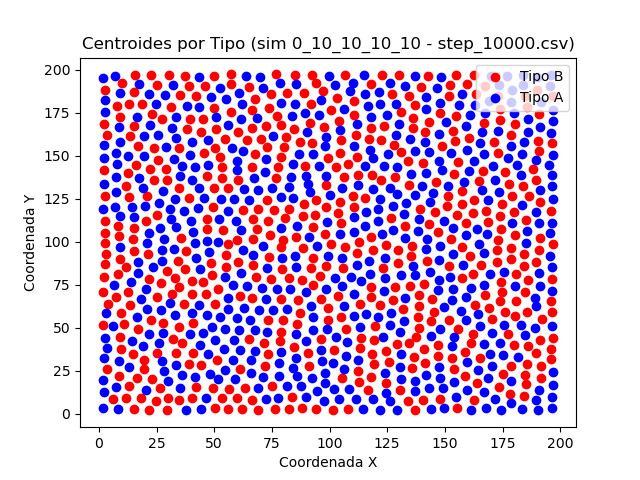 Centroides por Tipo (sim 0_10_10_10_10 - step_10000.csv)
200
175
150
125
100
75
50
25
0
Coordenada Y
Tipo B
Tipo A
0 25 50 75 100 125 150 175 200
Coordenada X